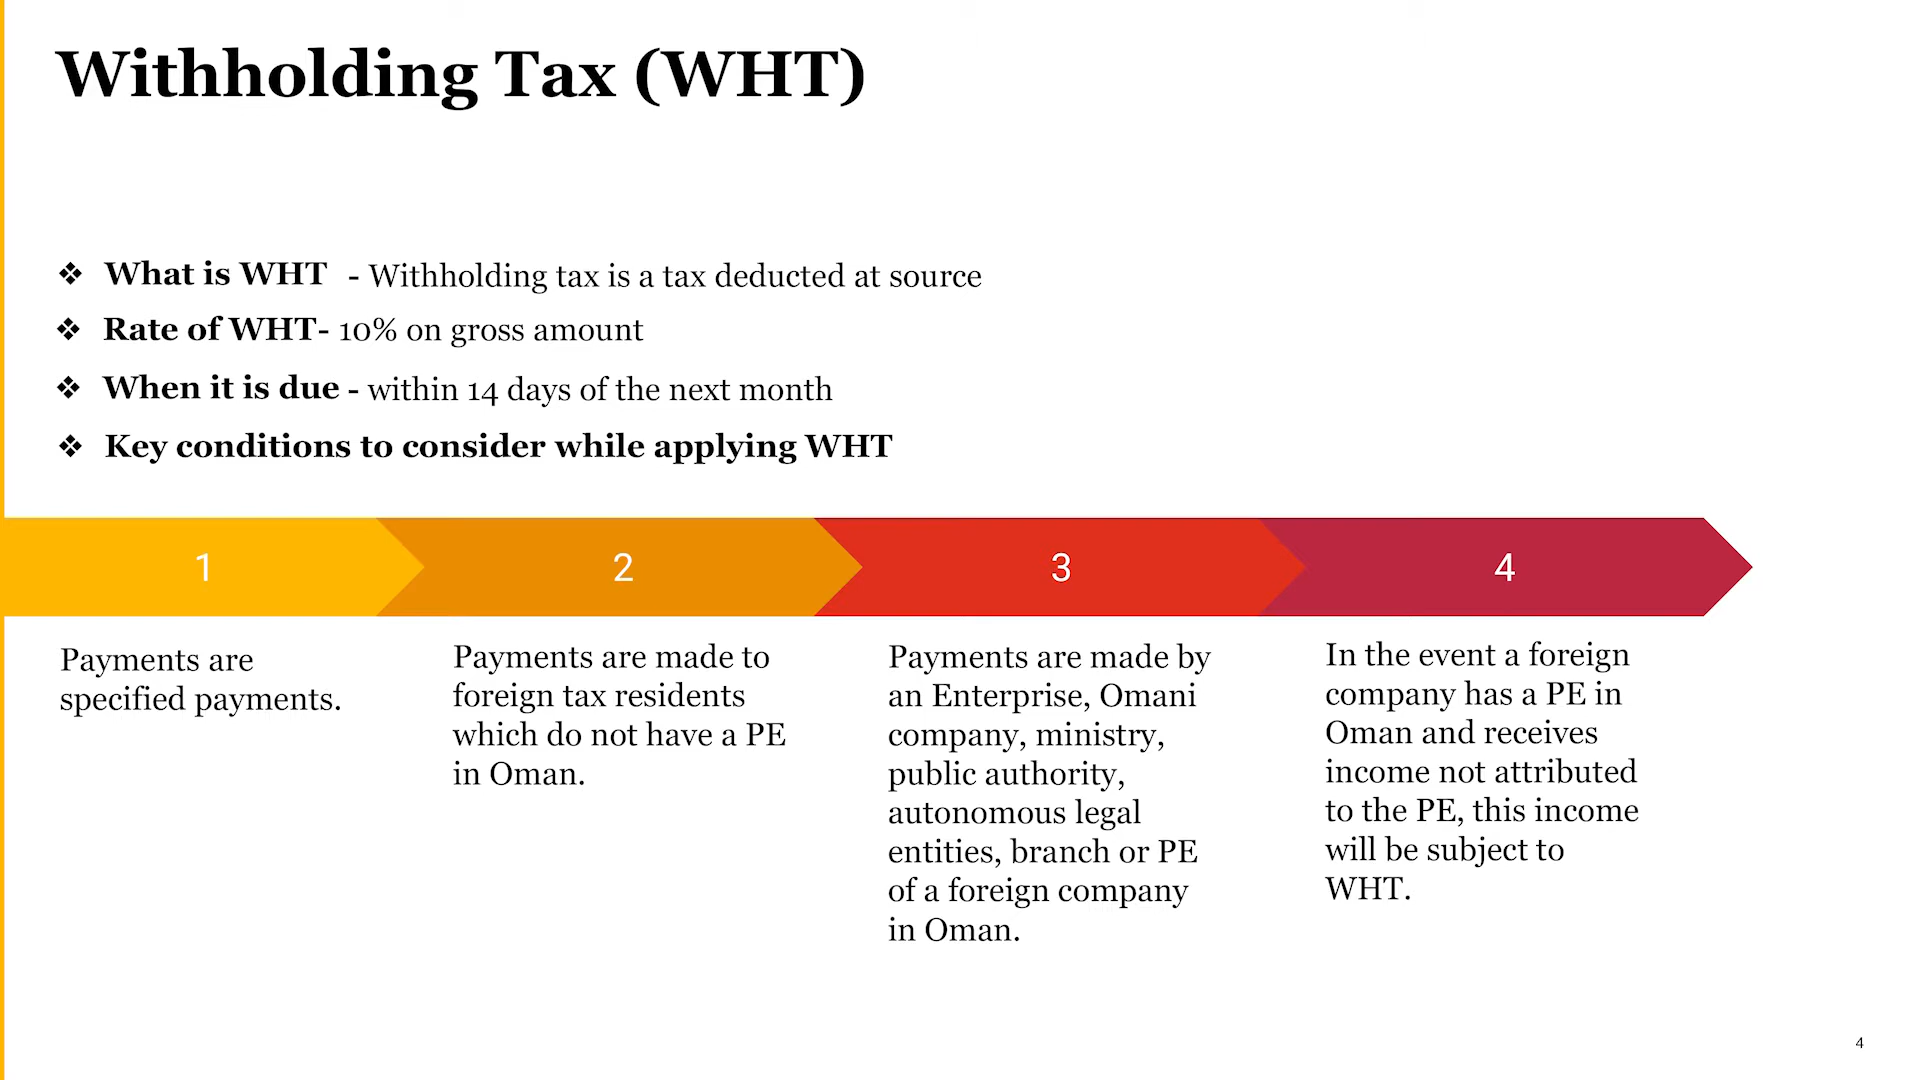 Withholding Tax (WHT)
❖ What is WHT - Withholding tax is a tax deducted at source
❖ Rate of WHT- 10% on gross amount
❖ When it is due - within 14 days of the next month
❖ Key conditions to consider while applying WHT
1
Payments are
specified payments.
2
Payments are made to
foreign tax residents
which do not have a PE
in Oman.
3
Payments are made by
an Enterprise, Omani
company, ministry,
public authority,
autonomous legal
entities, branch or PE
of a foreign company
in Oman.
4
In the event a foreign
company has a PE in
Oman and receives
income not attributed
to the PE, this income
will be subject to
WHT.
4